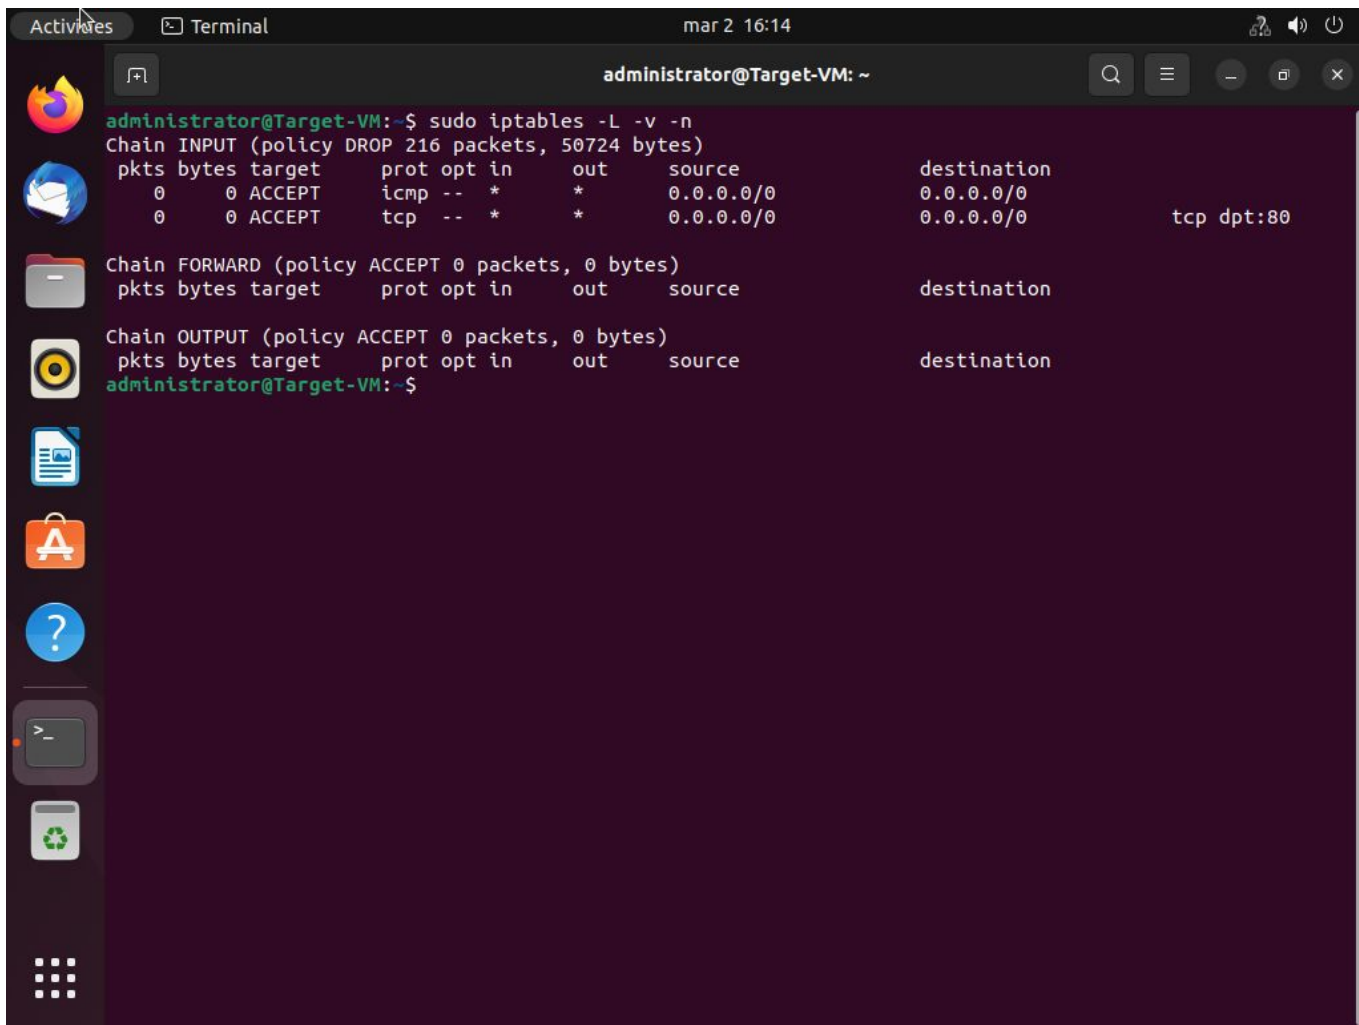 Activities Terminal mar 2 16:14
administrator@Target-VM: ~
administrator@Target-VM:~$ sudo iptables -L -v -n
Chain INPUT (policy DROP 216 packets, 50724 bytes)
 pkts bytes target     prot opt in     out     source               destination
    0     0 ACCEPT     icmp --  *      *       0.0.0.0/0            0.0.0.0/0
    0     0 ACCEPT     tcp  --  *      *       0.0.0.0/0            0.0.0.0/0            tcp dpt:80
Chain FORWARD (policy ACCEPT 0 packets, 0 bytes)
 pkts bytes target     prot opt in     out     source               destination
Chain OUTPUT (policy ACCEPT 0 packets, 0 bytes)
 pkts bytes target     prot opt in     out     source               destination
administrator@Target-VM:~$